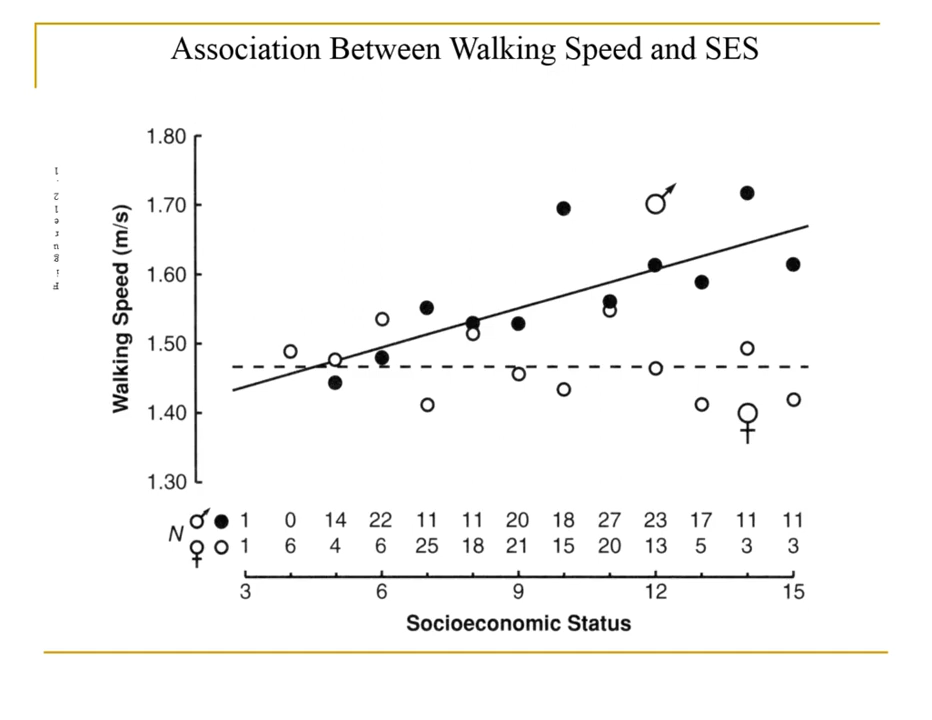 Association Between Walking Speed and SES
1.80
1.70
1.60
1.50
1.40
1.30
Walking Speed (m/s)
♂
♀
N
♂ ● 1 0 14 22 11 11 20 18 27 23 17 11 11
♀ ○ 1 6 4 6 25 18 21 15 20 13 5 3 3
3 6 9 12 15
Socioeconomic Status